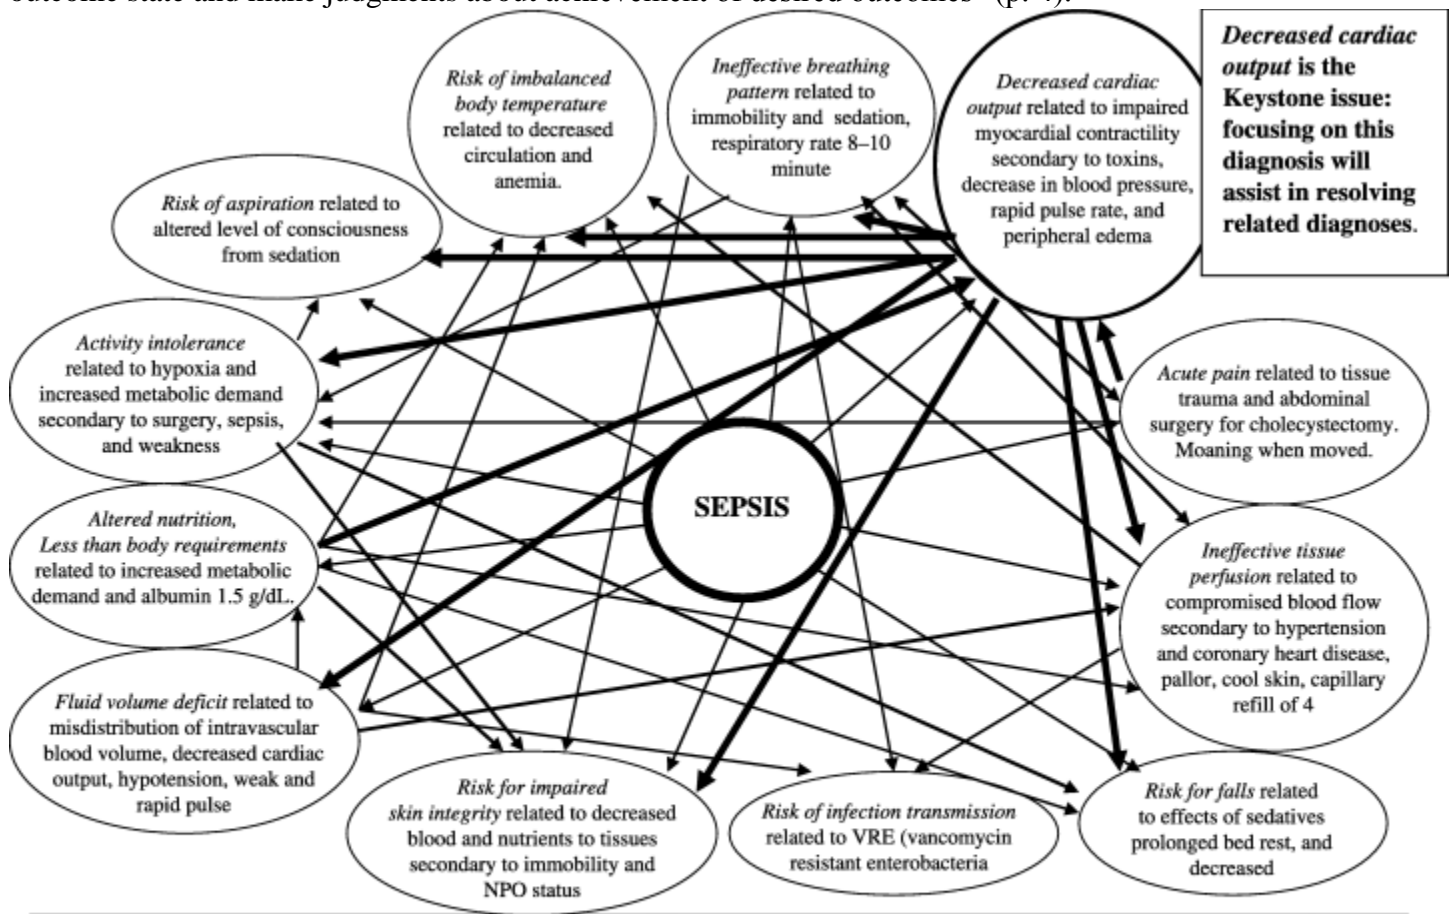 outcome state and make judgments about achievement of desired outcomes" (p. 4).
Risk of imbalanced
body temperature
related to decreased
circulation and
anemia.
Ineffective breathing
pattern related to
immobility and sedation,
respiratory rate 8–10
minute
Decreased cardiac
output related to impaired
myocardial contractility
secondary to toxins,
decrease in blood pressure,
rapid pulse rate, and
peripheral edema
Decreased cardiac
output is the
Keystone issue:
focusing on this
diagnosis will
assist in resolving
related diagnoses.
Risk of aspiration related to
altered level of consciousness
from sedation
Activity intolerance
related to hypoxia and
increased metabolic demand
secondary to surgery, sepsis,
and weakness
Acute pain related to tissue
trauma and abdominal
surgery for cholecystectomy.
Moaning when moved.
SEPSIS
Altered nutrition,
Less than body requirements
related to increased metabolic
demand and albumin 1.5 g/dL.
Ineffective tissue
perfusion related to
compromised blood flow
secondary to hypertension
and coronary heart disease,
pallor, cool skin, capillary
refill of 4
Fluid volume deficit related to
misdistribution of intravascular
blood volume, decreased cardiac
output, hypotension, weak and
rapid pulse
Risk for impaired
skin integrity related to decreased
blood and nutrients to tissues
secondary to immobility and
NPO status
Risk of infection transmission
related to VRE (vancomycin
resistant enterobacteria
Risk for falls related
to effects of sedatives
prolonged bed rest, and
decreased